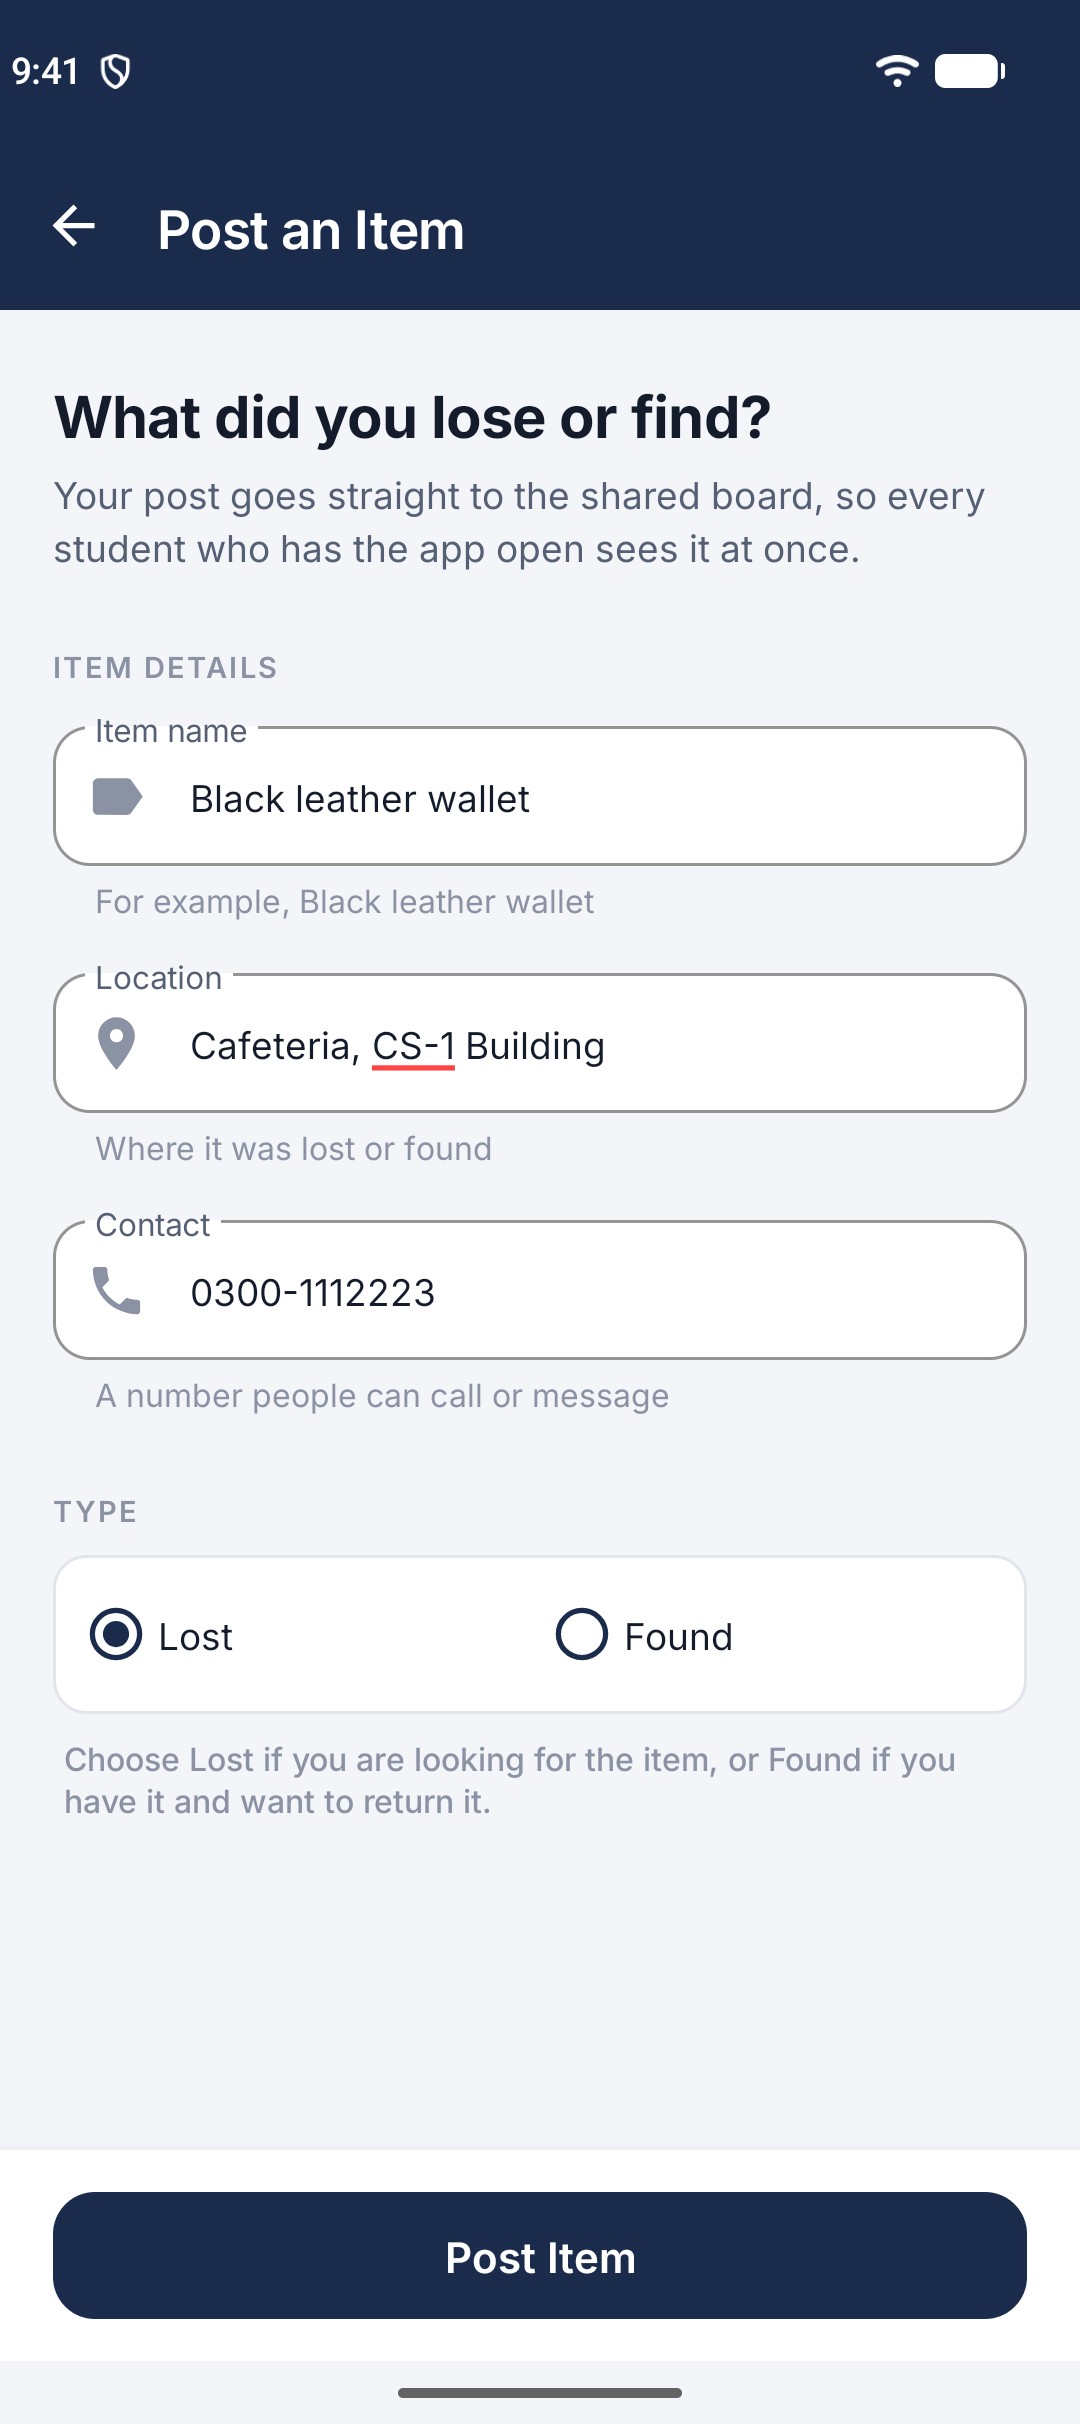 9:41
Post an Item
What did you lose or find?
Your post goes straight to the shared board, so every
student who has the app open sees it at once.
ITEM DETAILS
Item name
Black leather wallet
For example, Black leather wallet
Location
Cafeteria, CS-1 Building
Where it was lost or found
Contact
0300-1112223
A number people can call or message
TYPE
Lost
Found
Choose Lost if you are looking for the item, or Found if you
have it and want to return it.
Post Item